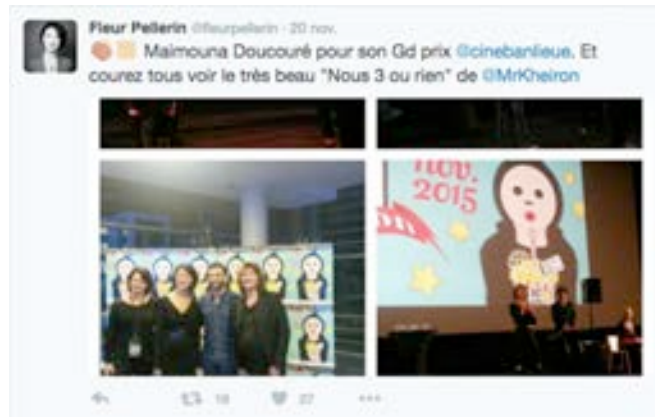 Fleur Pellerin @fleurpellerin · 20 nov.
Maimouna Doucouré pour son Gd prix @cinebanlieue. Et
courez tous voir le très beau "Nous 3 ou rien" de @MrKheiron
nov.
2015
19 27